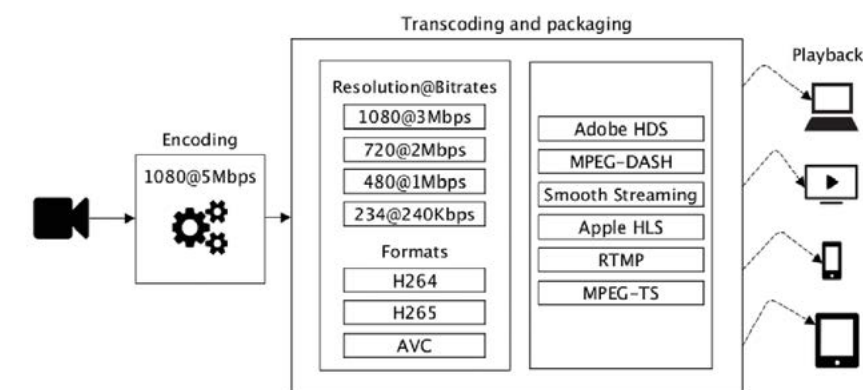 Transcoding and packaging
Playback
Encoding
1080@5Mbps
Resolution@Bitrates
1080@3Mbps
720@2Mbps
480@1Mbps
234@240Kbps
Formats
H264
H265
AVC
Adobe HDS
MPEG-DASH
Smooth Streaming
Apple HLS
RTMP
MPEG-TS